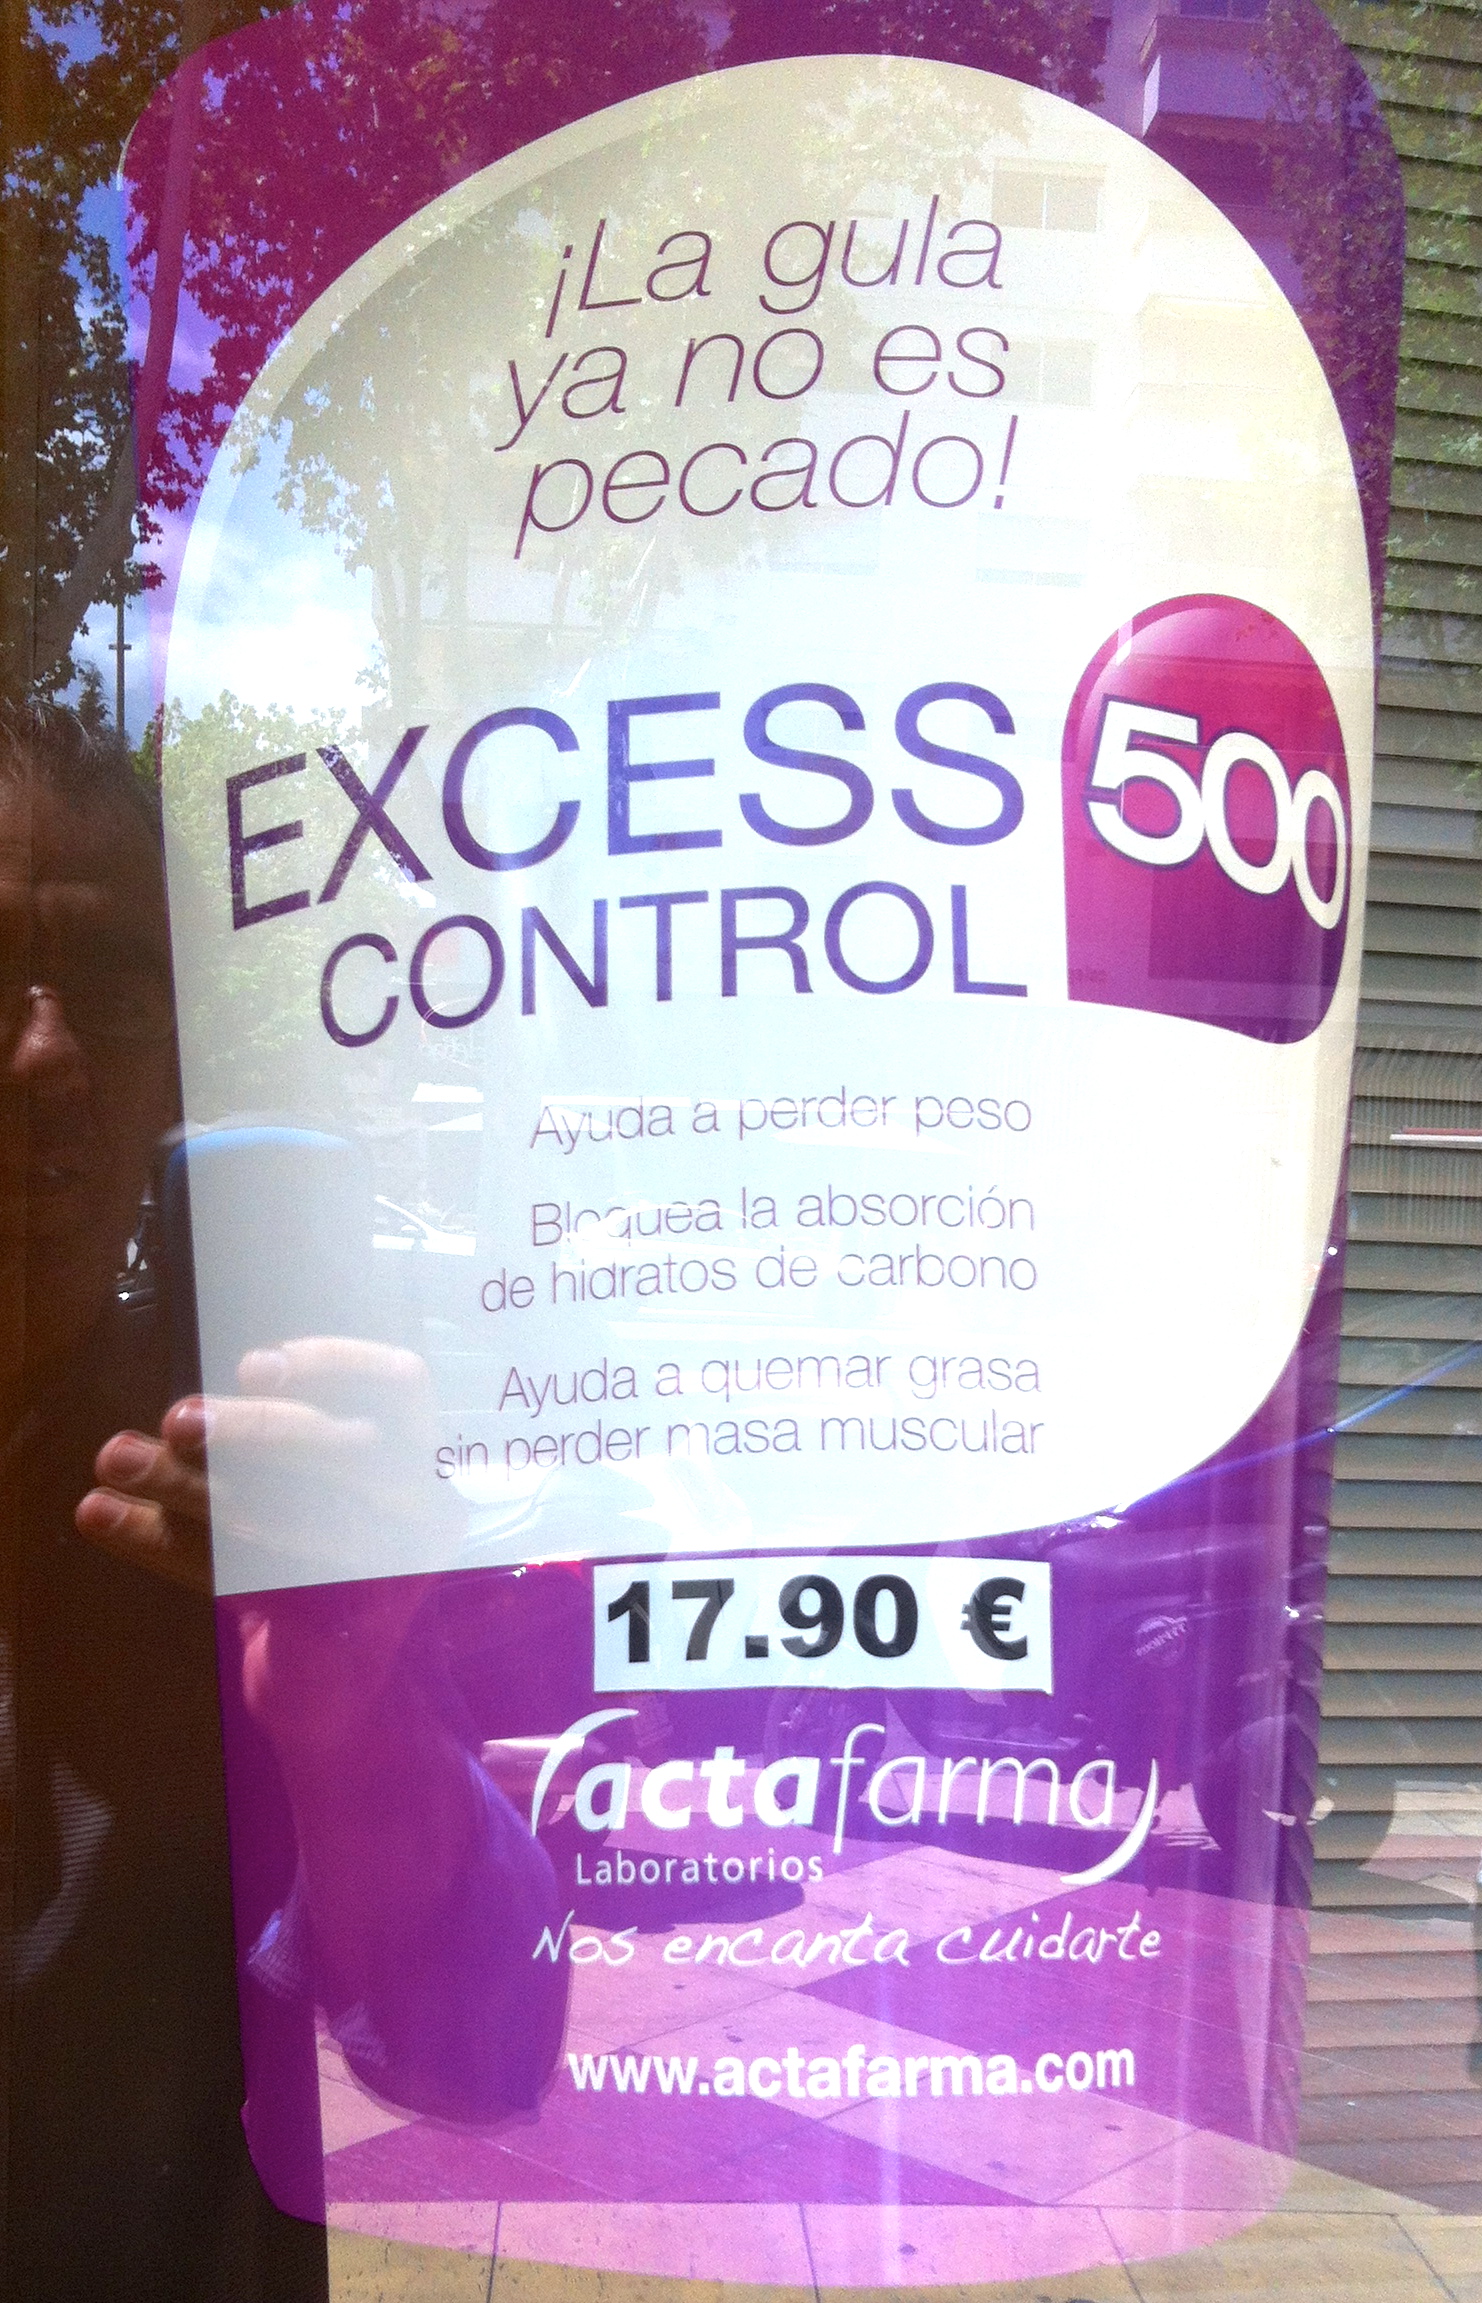 ¡La gula
ya no es
pecado!
EXCESS
CONTROL
500
Ayuda a perder peso
Bloquea la absorción
de hidratos de carbono
Ayuda a quemar grasa
sin perder masa muscular
17.90 €
actafarma
Laboratorios
Nos encanta cuidarte
www.actafarma.com